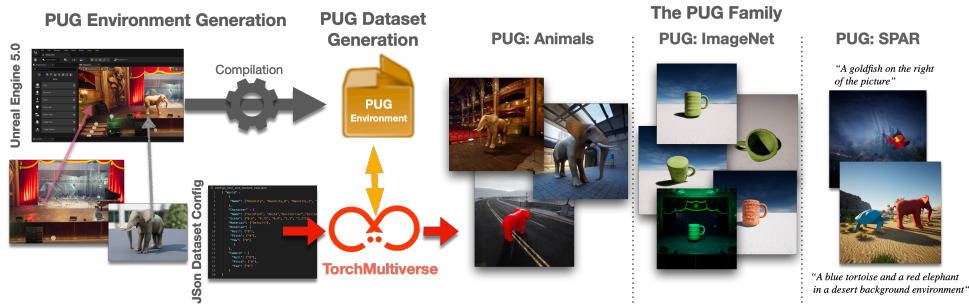 PUG Environment Generation
PUG Dataset
Generation
The PUG Family
PUG: Animals
PUG: ImageNet
PUG: SPAR
Unreal Engine 5.0
Compilation
PUG
Environment
"A goldfish on the right
of the picture"
JSon Dataset Config
TorchMultiverse
"A blue tortoise and a red elephant
in a desert background environment"